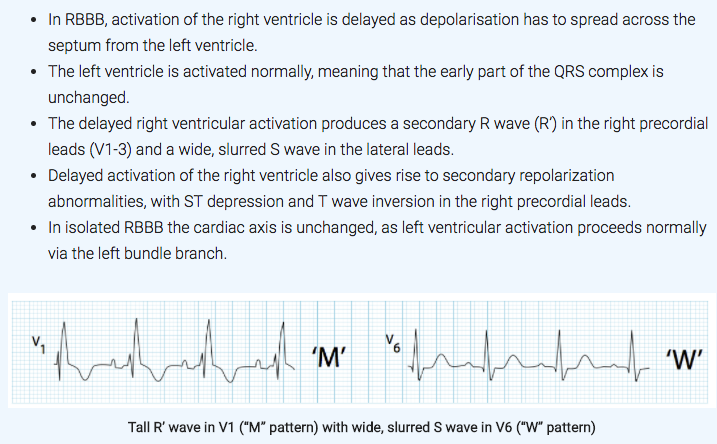 • In RBBB, activation of the right ventricle is delayed as depolarisation has to spread across the
septum from the left ventricle.
• The left ventricle is activated normally, meaning that the early part of the QRS complex is
unchanged.
• The delayed right ventricular activation produces a secondary R wave (R’) in the right precordial
leads (V1-3) and a wide, slurred S wave in the lateral leads.
• Delayed activation of the right ventricle also gives rise to secondary repolarization
abnormalities, with ST depression and T wave inversion in the right precordial leads.
• In isolated RBBB the cardiac axis is unchanged, as left ventricular activation proceeds normally
via the left bundle branch.
V1 ‘M’ V6 ‘W’
Tall R’ wave in V1 (“M” pattern) with wide, slurred S wave in V6 (“W” pattern)